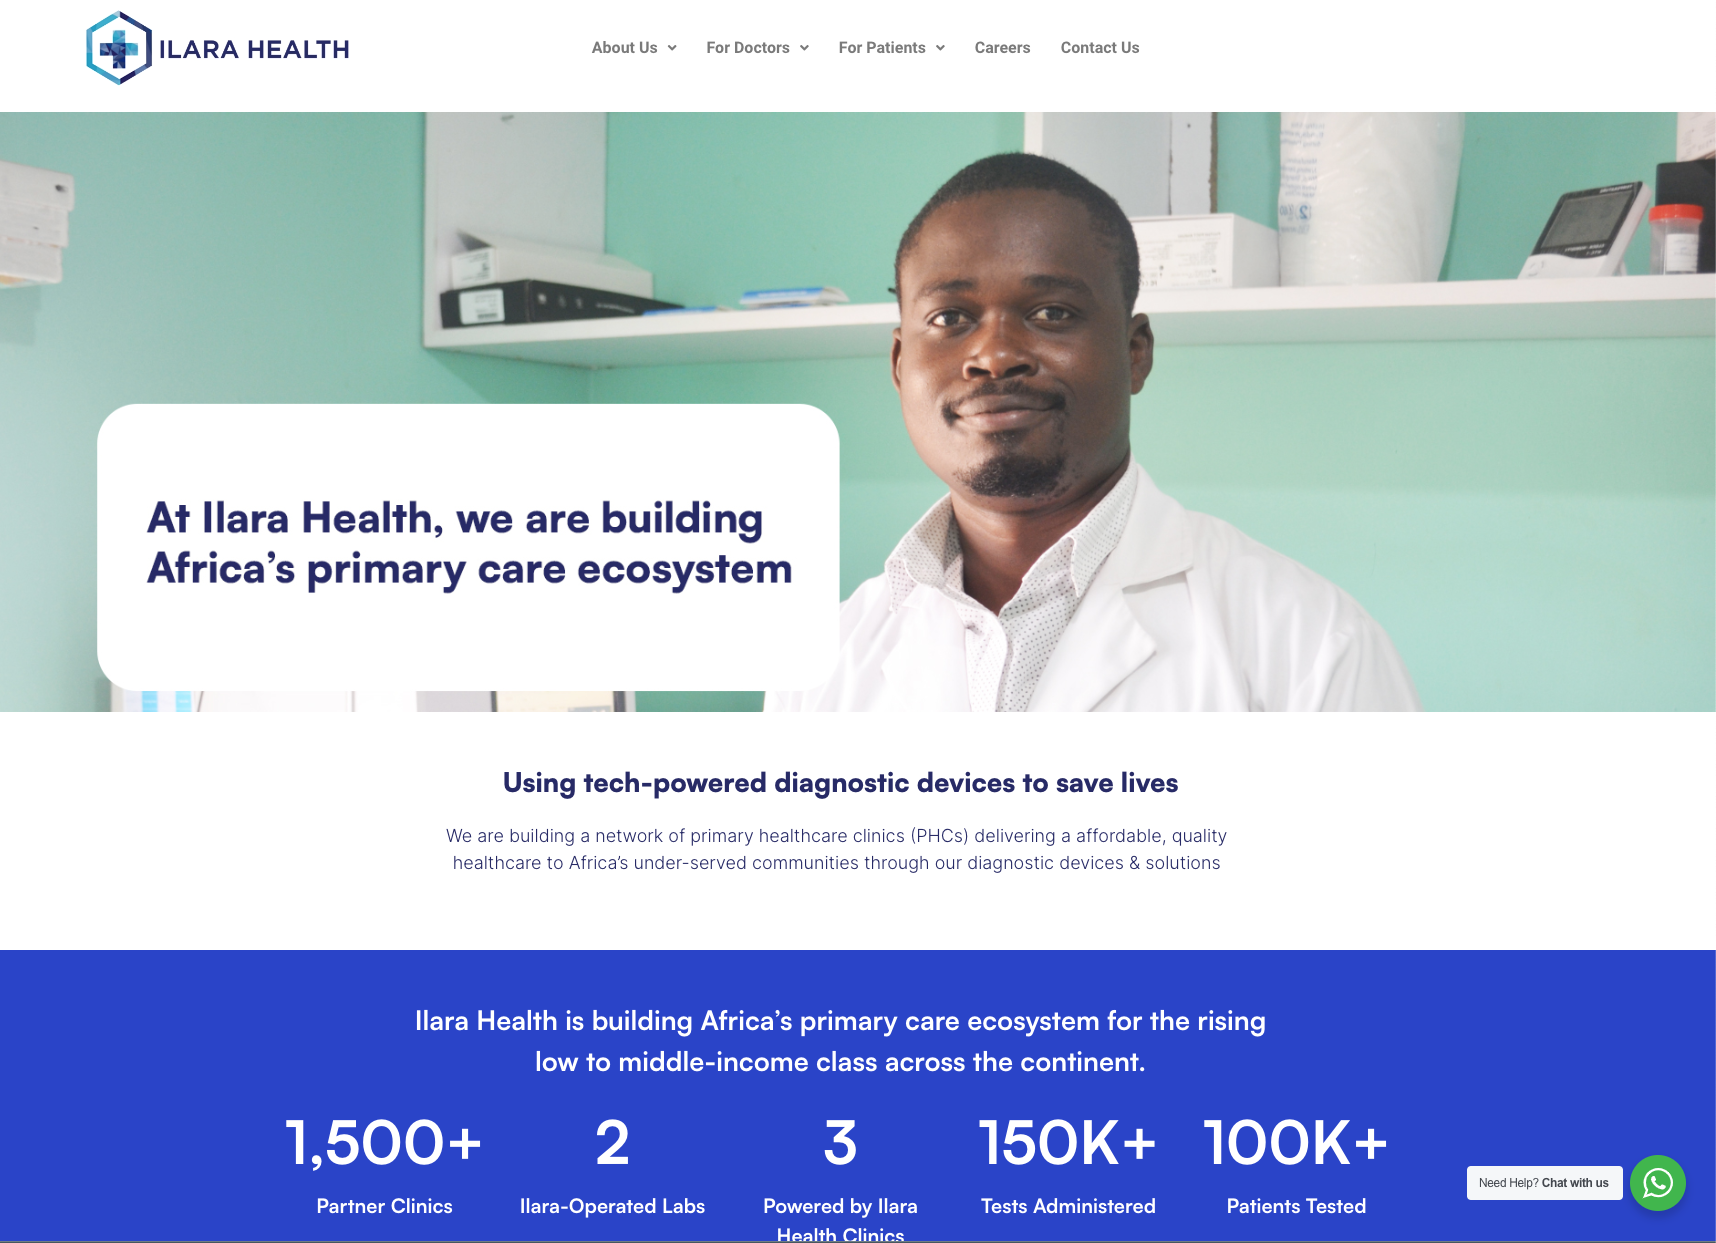 ILARA HEALTH
About Us
For Doctors
For Patients
Careers
Contact Us
At Ilara Health, we are building
Africa’s primary care ecosystem
Using tech-powered diagnostic devices to save lives
We are building a network of primary healthcare clinics (PHCs) delivering a affordable, quality
healthcare to Africa’s under-served communities through our diagnostic devices & solutions
Ilara Health is building Africa’s primary care ecosystem for the rising
low to middle-income class across the continent.
1,500+
Partner Clinics
2
Ilara-Operated Labs
3
Powered by Ilara
Health Clinics
150K+
Tests Administered
100K+
Patients Tested
Need Help? Chat with us